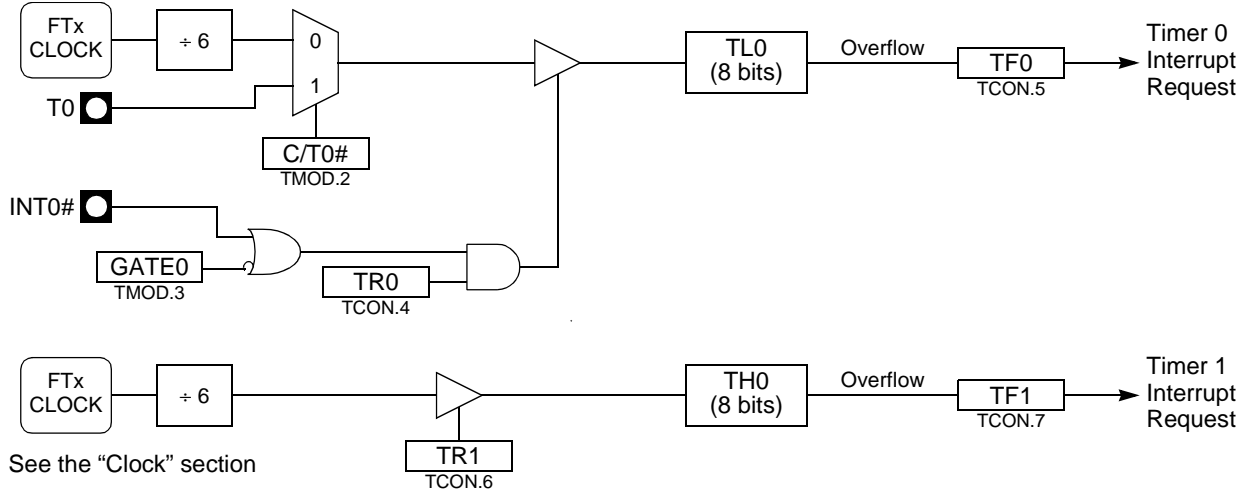 FTx
CLOCK
÷ 6
0
1
T0
C/T0#
TMOD.2
TL0
(8 bits)
Overflow
TF0
TCON.5
Timer 0
Interrupt
Request
INT0#
GATE0
TMOD.3
TR0
TCON.4
FTx
CLOCK
÷ 6
TR1
TCON.6
TH0
(8 bits)
Overflow
TF1
TCON.7
Timer 1
Interrupt
Request
See the “Clock” section